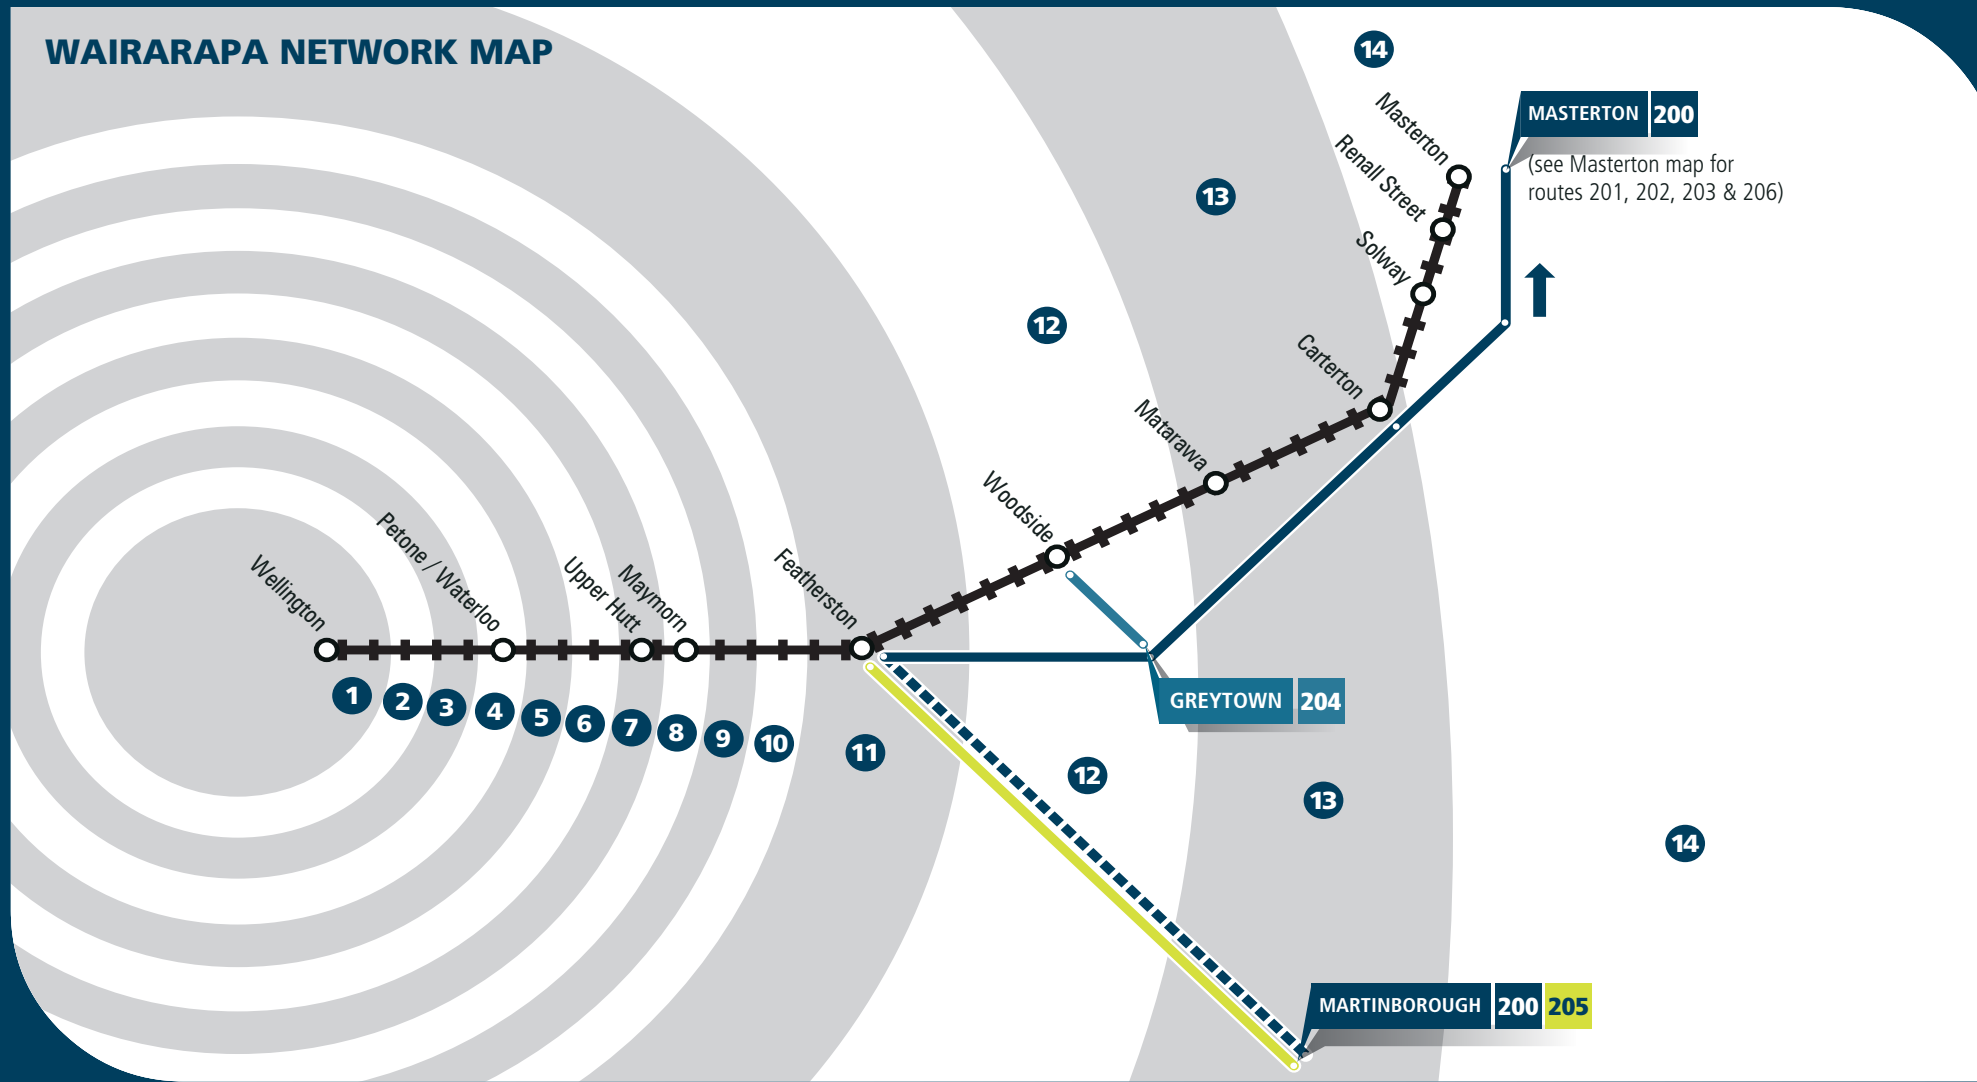 WAIRARAPA NETWORK MAP
14
Masterton
MASTERTON 200
(see Masterton map for
routes 201, 202, 203 & 206)
Renall Street
13
Solway
12
Carterton
Matarawa
Woodside
Petone / Waterloo
Wellington
Upper Hutt
Maymorn
Featherston
1
2
3
4
5
6
7
8
9
10
11
GREYTOWN 204
12
13
14
MARTINBOROUGH 200 205